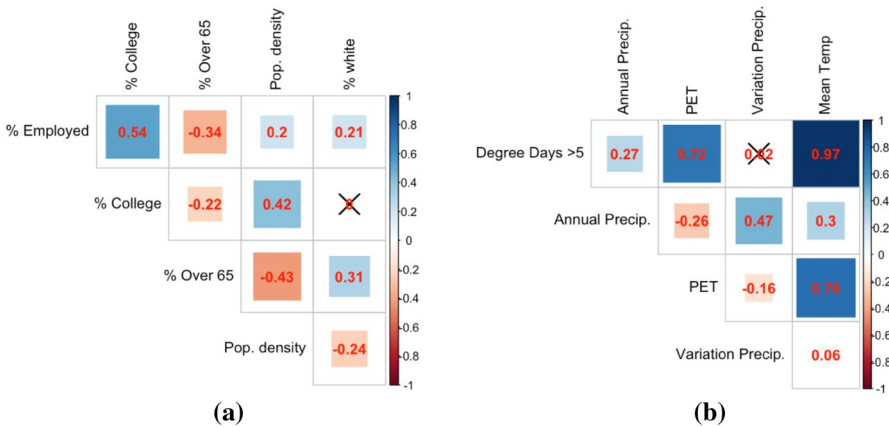 % College
% Over 65
Pop. density
% white
% Employed
0.54
-0.34
0.2
0.21
% College
-0.22
0.42
% Over 65
-0.43
0.31
Pop. density
-0.24
1
0.8
0.6
0.4
0.2
0
-0.2
-0.4
-0.6
-0.8
-1
(a)
Annual Precip.
PET
Variation Precip.
Mean Temp
Degree Days >5
0.27
0.72
0.02
0.97
Annual Precip.
-0.26
0.47
0.3
PET
-0.16
0.76
Variation Precip.
0.06
1
0.8
0.6
0.4
0.2
0
-0.2
-0.4
-0.6
-0.8
-1
(b)